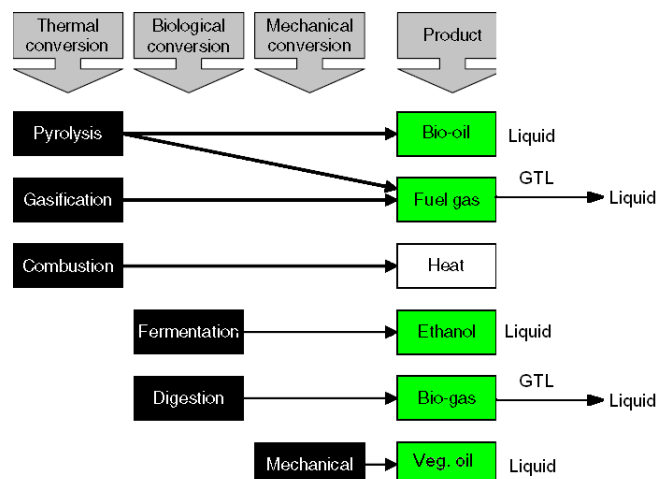 Thermal
conversion
Biological
conversion
Mechanical
conversion
Product
Pyrolysis
Bio-oil
Liquid
Gasification
Fuel gas
GTL
Liquid
Combustion
Heat
Fermentation
Ethanol
Liquid
Digestion
Bio-gas
GTL
Liquid
Mechanical
Veg. oil
Liquid